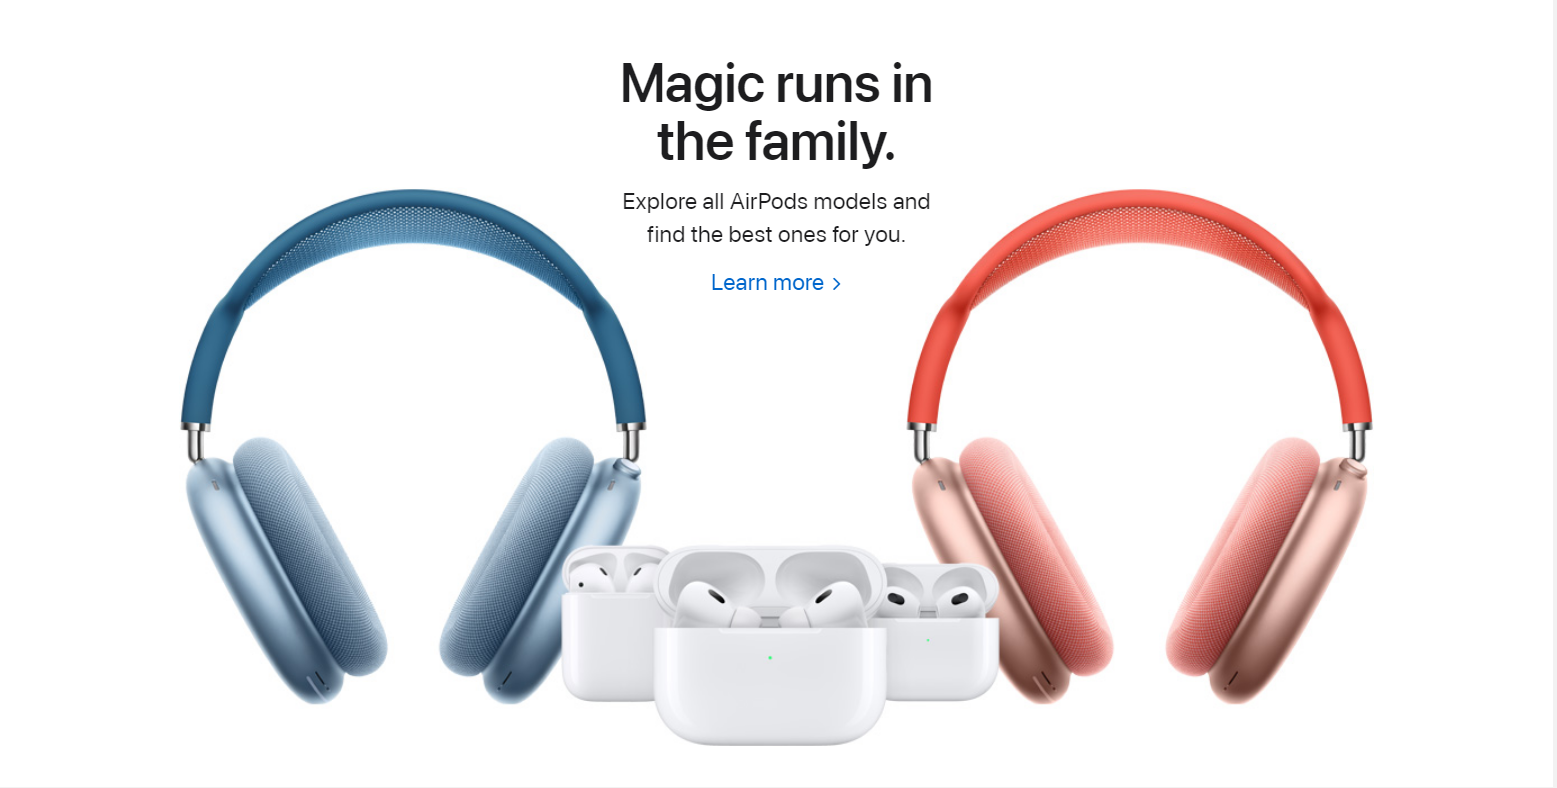 Magic runs in
the family.
Explore all AirPods models and
find the best ones for you.
Learn more >